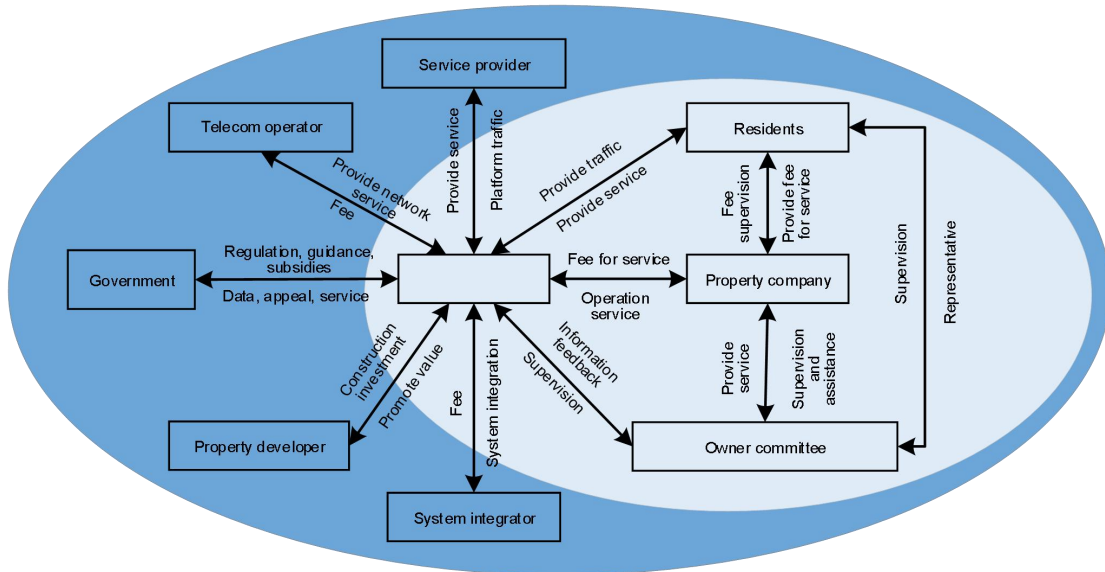 Service provider
Telecom operator
Residents
Provide service
Platform traffic
Provide network
service
Fee
Provide traffic
Provide service
Fee
supervision
Provide fee
for service
Supervision
Representative
Government
Regulation, guidance,
subsidies
Data, appeal, service
Fee for service
Operation
service
Property company
Construction
investment
Promote value
Fee
System integration
Information
feedback
Supervision
Provide
service
Supervision
and
assistance
Property developer
Owner committee
System integrator